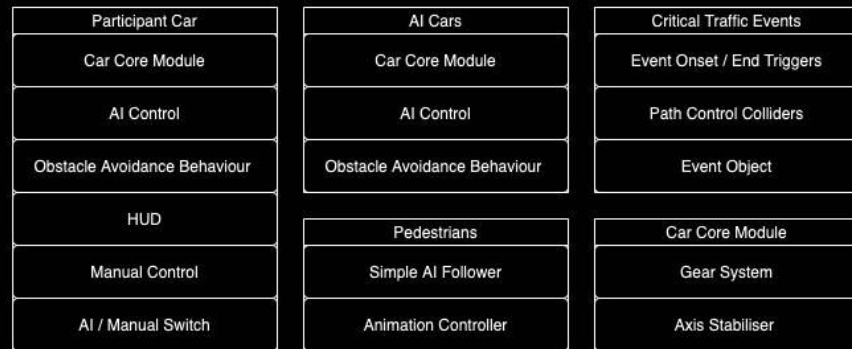 Participant Car
Car Core Module
AI Control
Obstacle Avoidance Behaviour
HUD
Manual Control
AI / Manual Switch
AI Cars
Car Core Module
AI Control
Obstacle Avoidance Behaviour
Pedestrians
Simple AI Follower
Animation Controller
Critical Traffic Events
Event Onset / End Triggers
Path Control Colliders
Event Object
Car Core Module
Gear System
Axis Stabiliser